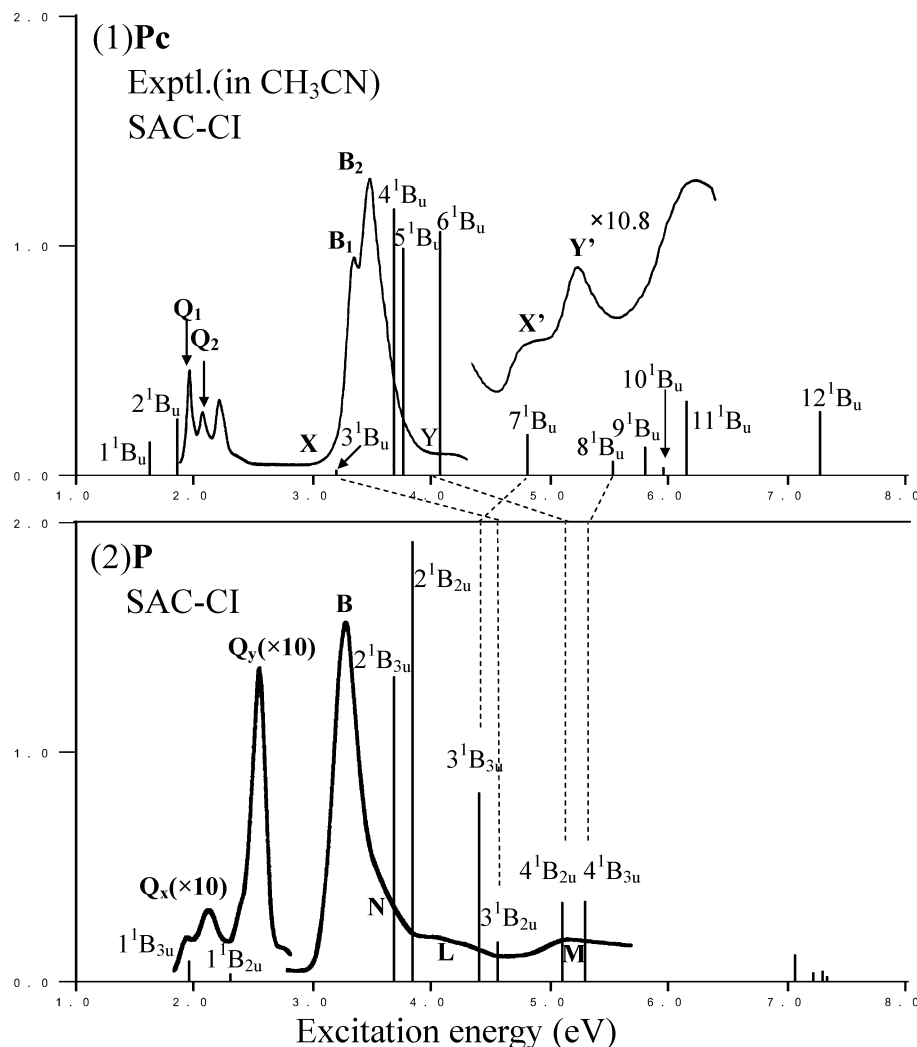 2.0
(1)Pc
Exptl.(in CH₃CN)
SAC-CI
B₂
4¹Bᵤ
6¹Bᵤ
×10.8
B₁
5¹Bᵤ
Y’
1.0
Q₁
X’
Q₂
10¹Bᵤ
2¹Bᵤ
12¹Bᵤ
7¹Bᵤ
11¹Bᵤ
1¹Bᵤ
X
3¹Bᵤ
Y
8¹Bᵤ
9¹Bᵤ
0.0
1.0 2.0 3.0 4.0 5.0 6.0 7.0 8.0
2.0
(2)P
SAC-CI
2¹B₂ᵤ
B
Qy(×10)
2¹B₃ᵤ
1.0
3¹B₃ᵤ
Qₓ(×10)
4¹B₂ᵤ 4¹B₃ᵤ
N
3¹B₂ᵤ
1¹B₃ᵤ
1¹B₂ᵤ
L
M
0.0
1.0 2.0 3.0 4.0 5.0 6.0 7.0 8.0
Excitation energy (eV)